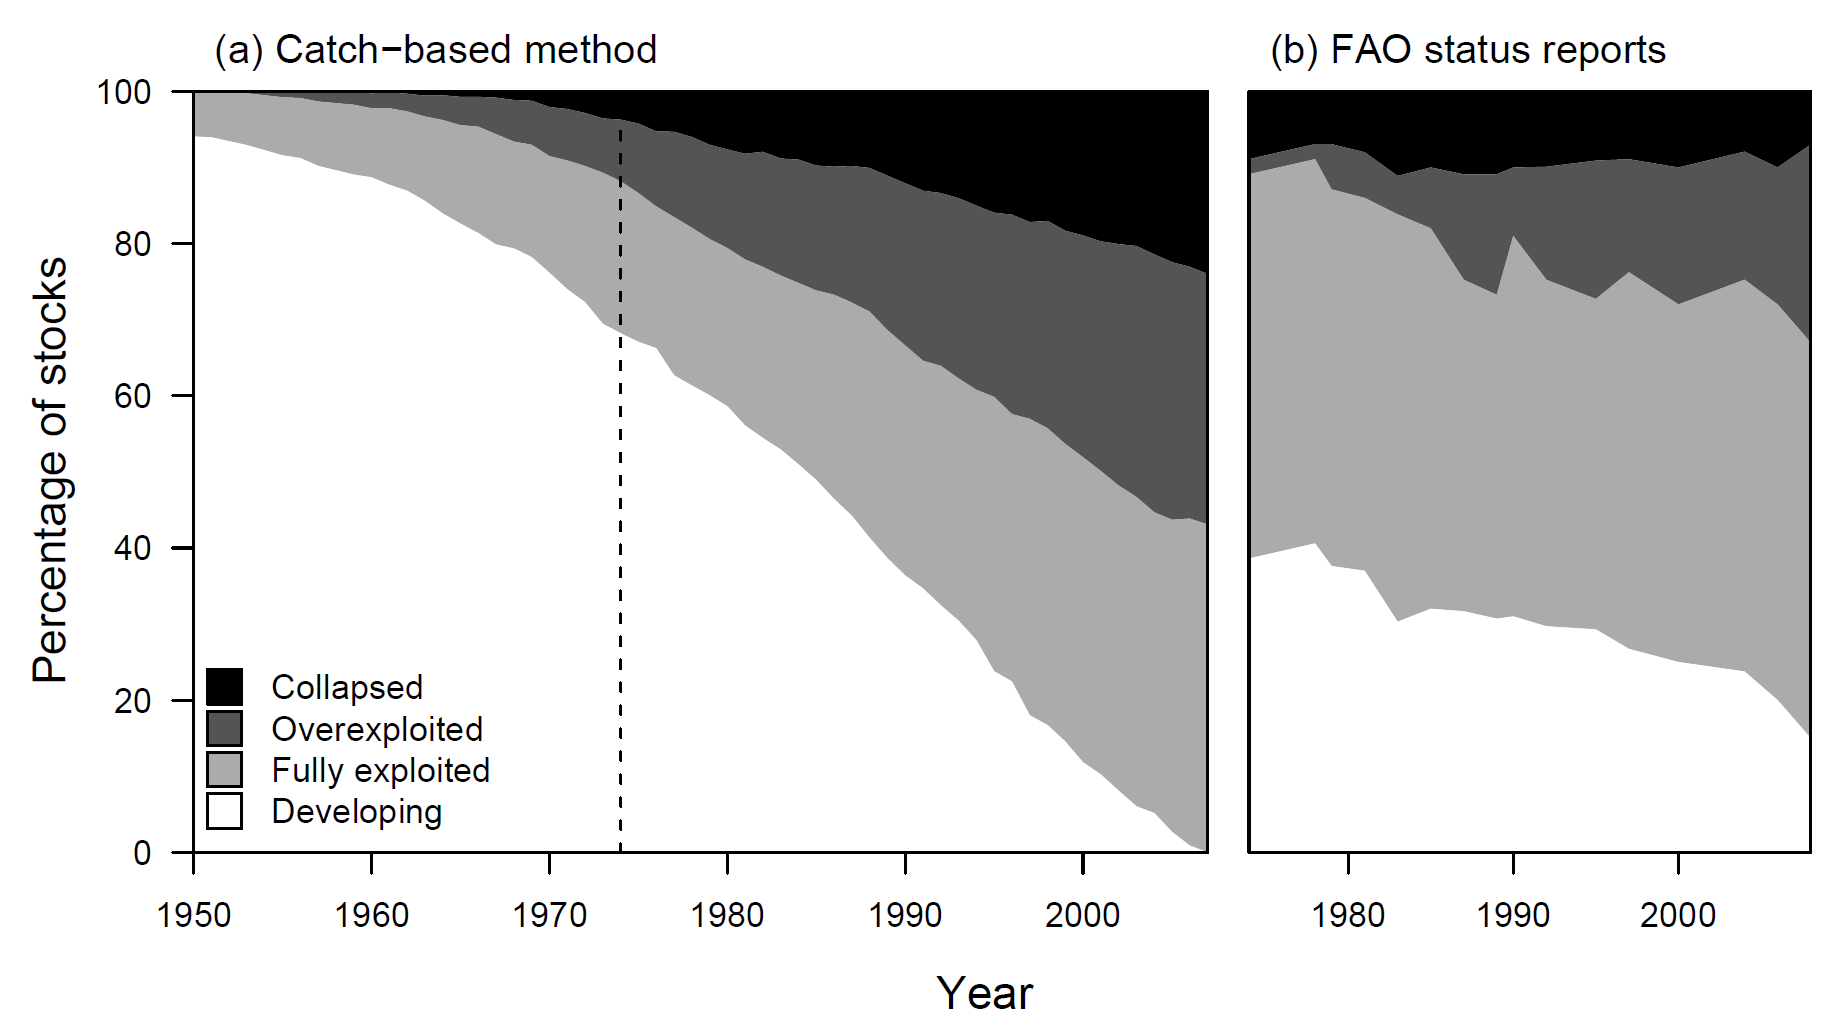 (a) Catch−based method
(b) FAO status reports
Percentage of stocks
100
80
60
40
20
0
Collapsed
Overexploited
Fully exploited
Developing
1950 1960 1970 1980 1990 2000
1980 1990 2000
Year